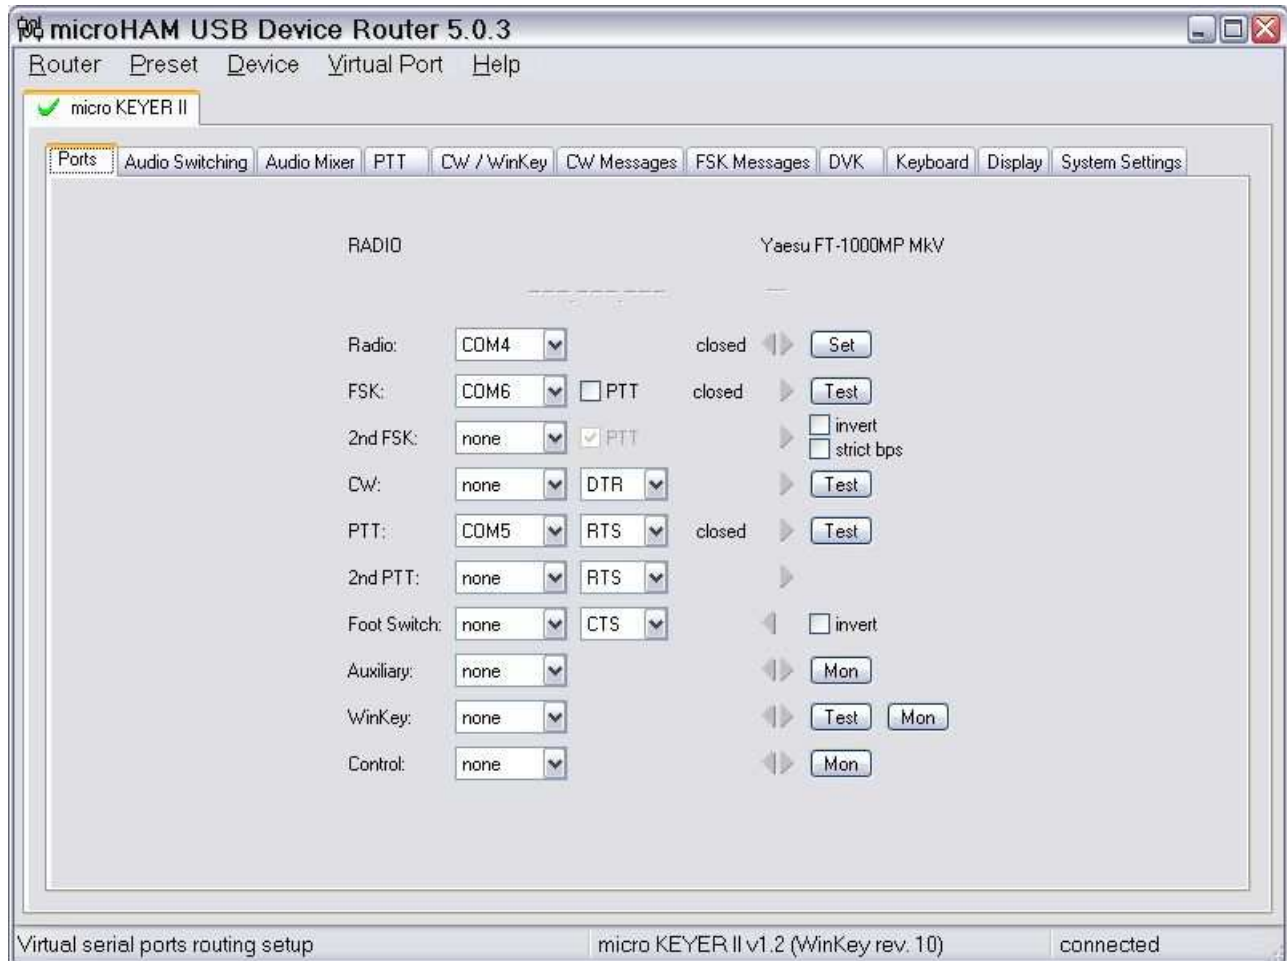 microHAM USB Device Router 5.0.3
Router Preset Device Virtual Port Help
micro KEYER II
Ports Audio Switching Audio Mixer PTT CW / WinKey CW Messages FSK Messages DVK Keyboard Display System Settings
RADIO Yaesu FT-1000MP MkV
--- --- --- ---
Radio: COM4 closed Set
FSK: COM6 PTT closed Test
2nd FSK: none PTT invert
strict bps
CW: none DTR Test
PTT: COM5 RTS closed Test
2nd PTT: none RTS
Foot Switch: none CTS invert
Auxiliary: none Mon
WinKey: none Test Mon
Control: none Mon
Virtual serial ports routing setup micro KEYER II v1.2 (WinKey rev. 10) connected